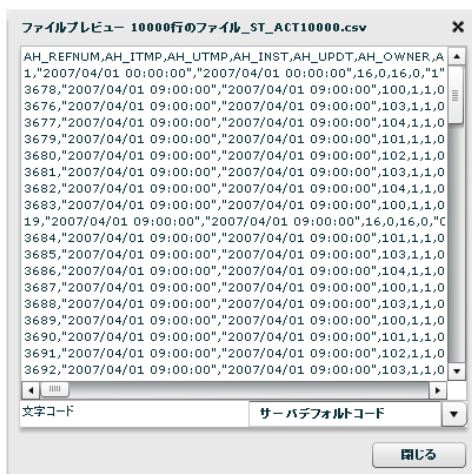 ファイルプレビュー 10000行のファイル_ST_ACT10000.csv
AH_REFNUM,AH_ITMP,AH_UTMP,AH_INST,AH_UPDT,AH_OWNER,A
1,"2007/04/01 00:00:00","2007/04/01 00:00:00",16,0,16,0,"1"
3678,"2007/04/01 09:00:00","2007/04/01 09:00:00",100,1,1,0
3676,"2007/04/01 09:00:00","2007/04/01 09:00:00",103,1,1,0
3677,"2007/04/01 09:00:00","2007/04/01 09:00:00",104,1,1,0
3679,"2007/04/01 09:00:00","2007/04/01 09:00:00",101,1,1,0
3680,"2007/04/01 09:00:00","2007/04/01 09:00:00",102,1,1,0
3681,"2007/04/01 09:00:00","2007/04/01 09:00:00",103,1,1,0
3682,"2007/04/01 09:00:00","2007/04/01 09:00:00",104,1,1,0
3683,"2007/04/01 09:00:00","2007/04/01 09:00:00",100,1,1,0
19,"2007/04/01 09:00:00","2007/04/01 09:00:00",16,0,16,0,"C
3684,"2007/04/01 09:00:00","2007/04/01 09:00:00",101,1,1,0
3685,"2007/04/01 09:00:00","2007/04/01 09:00:00",103,1,1,0
3686,"2007/04/01 09:00:00","2007/04/01 09:00:00",104,1,1,0
3687,"2007/04/01 09:00:00","2007/04/01 09:00:00",100,1,1,0
3688,"2007/04/01 09:00:00","2007/04/01 09:00:00",103,1,1,0
3689,"2007/04/01 09:00:00","2007/04/01 09:00:00",100,1,1,0
3690,"2007/04/01 09:00:00","2007/04/01 09:00:00",101,1,1,0
3691,"2007/04/01 09:00:00","2007/04/01 09:00:00",102,1,1,0
3692,"2007/04/01 09:00:00","2007/04/01 09:00:00",103,1,1,0
文字コード サーバデフォルトコード
閉じる